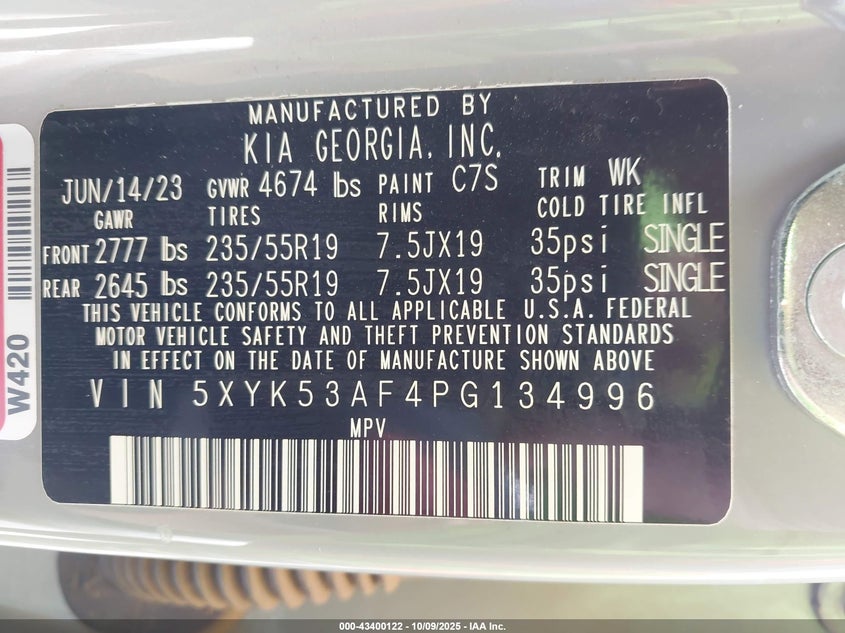 MANUFACTURED BY
KIA GEORGIA, INC.
JUN/14/23 GVWR 4674 lbs PAINT C7S TRIM WK
GAWR TIRES RIMS COLD TIRE INFL
FRONT 2777 lbs 235/55R19 7.5JX19 35psi SINGLE
REAR 2645 lbs 235/55R19 7.5JX19 35psi SINGLE
THIS VEHICLE CONFORMS TO ALL APPLICABLE U.S.A. FEDERAL
MOTOR VEHICLE SAFETY AND THEFT PREVENTION STANDARDS
IN EFFECT ON THE DATE OF MANUFACTURE SHOWN ABOVE
VIN 5XYK53AF4PG134996
MPV
W420
000-43400122 - 10/09/2025 - IAA Inc.